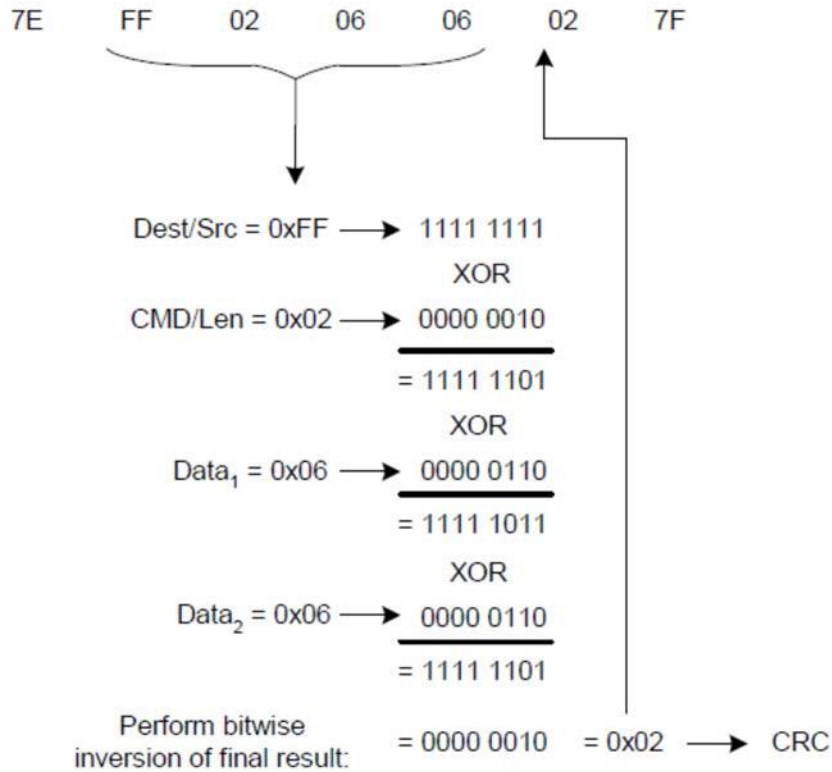 7E FF 02 06 06 02 7F
Dest/Src = 0xFF 1111 1111
XOR
CMD/Len = 0x02 0000 0010
= 1111 1101
XOR
Data₁ = 0x06 0000 0110
= 1111 1011
XOR
Data₂ = 0x06 0000 0110
= 1111 1101
Perform bitwise
inversion of final result: = 0000 0010 = 0x02 CRC